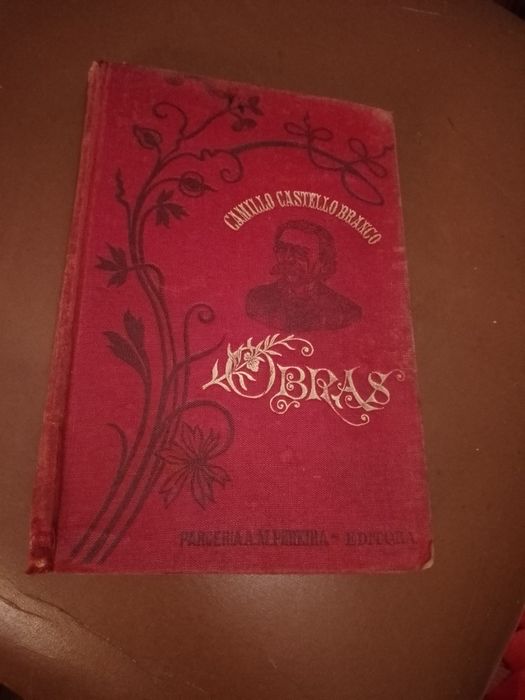 CAMILLO CASTELLO BRANCO
OBRAS
PARCERIA A. M. PEREIRA - EDITORA